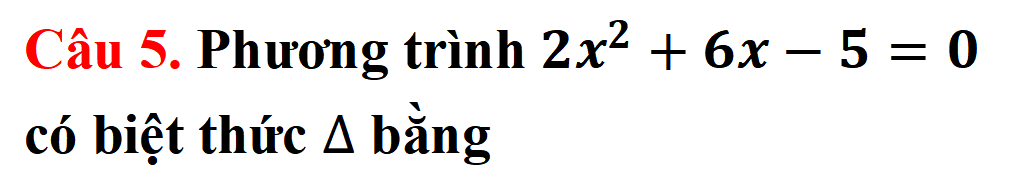 Câu 5. Phương trình 2x² + 6x − 5 = 0
có biệt thức Δ bằng